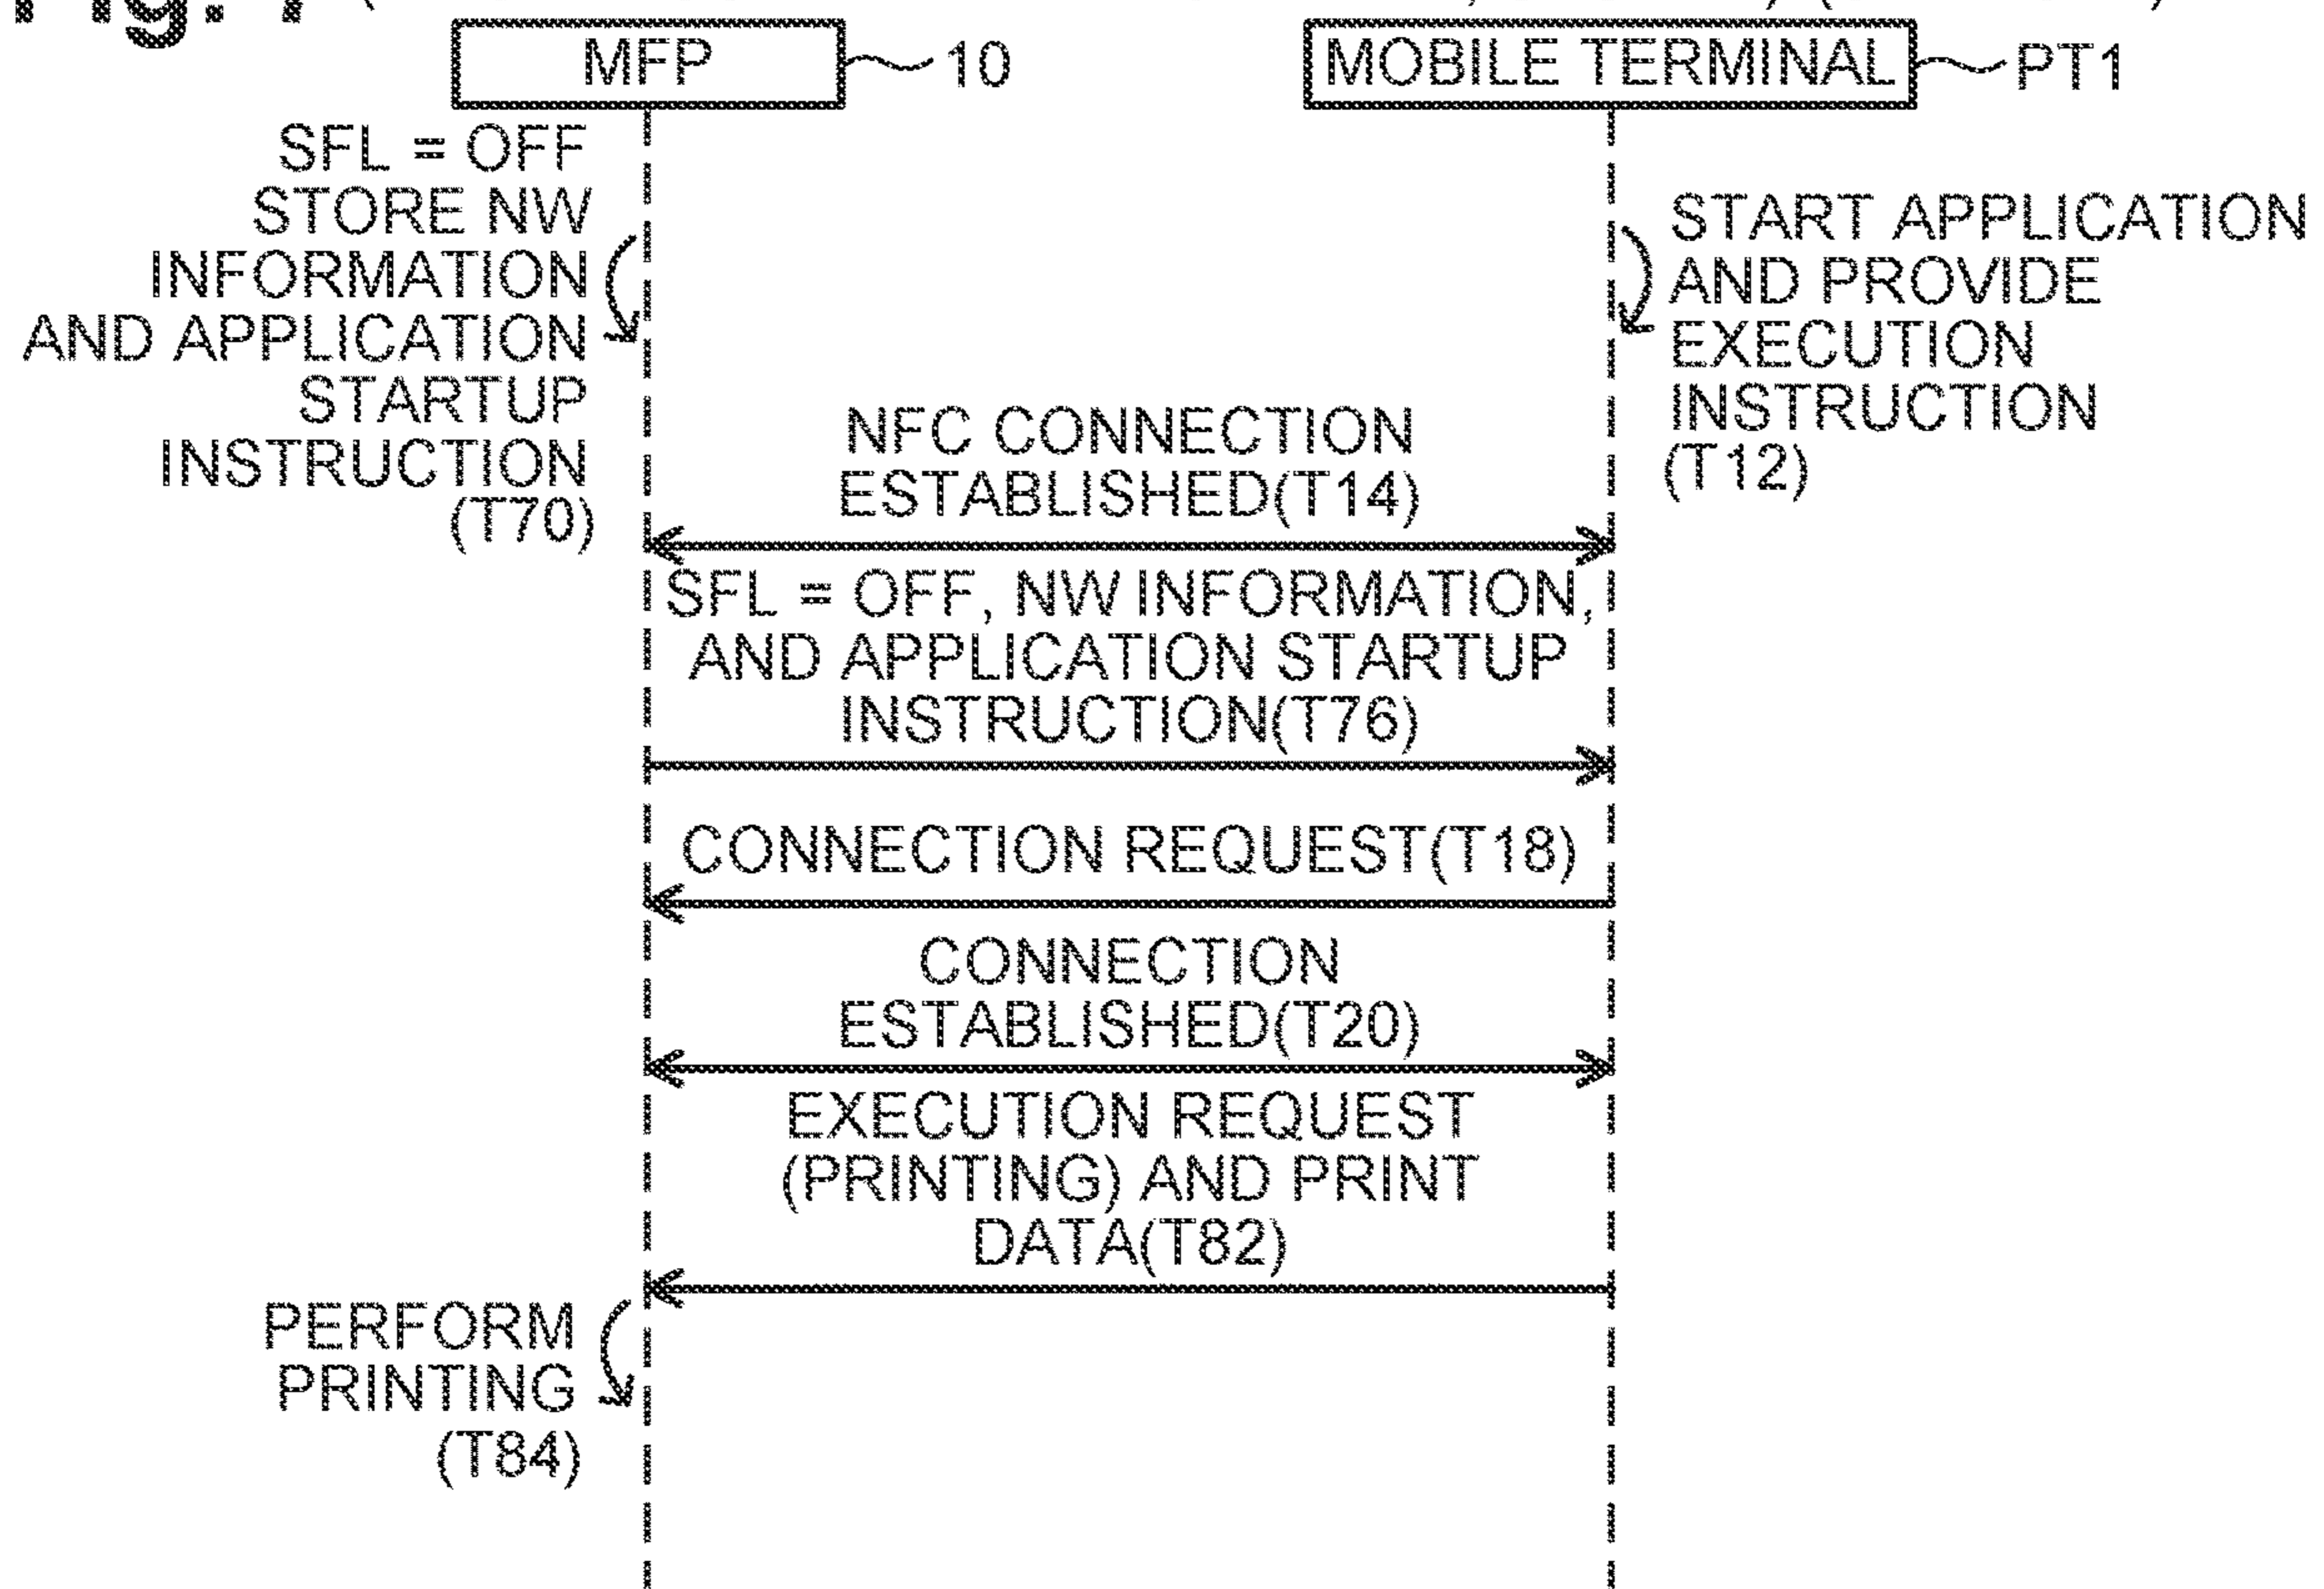 MFP
10
MOBILE TERMINAL
PT1
SFL = OFF
STORE NW
INFORMATION
AND APPLICATION
STARTUP
INSTRUCTION
(T70)
START APPLICATION
AND PROVIDE
EXECUTION
INSTRUCTION
(T12)
NFC CONNECTION
ESTABLISHED(T14)
SFL = OFF, NW INFORMATION,
AND APPLICATION STARTUP
INSTRUCTION(T76)
CONNECTION REQUEST(T18)
CONNECTION
ESTABLISHED(T20)
EXECUTION REQUEST
(PRINTING) AND PRINT
DATA(T82)
PERFORM
PRINTING
(T84)